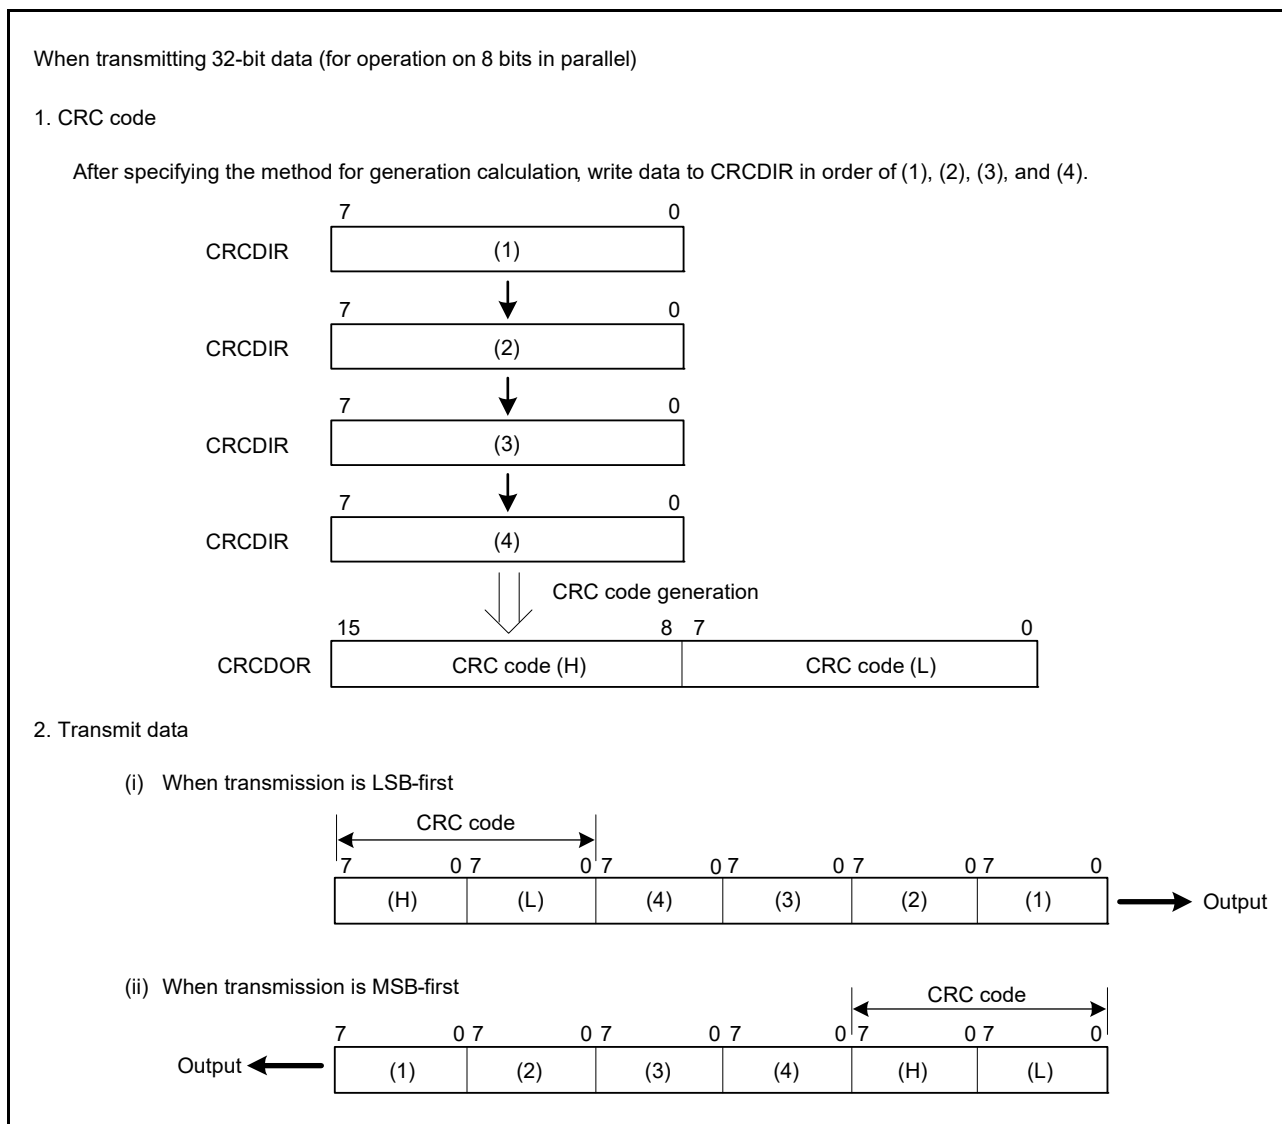 When transmitting 32-bit data (for operation on 8 bits in parallel)
1. CRC code
After specifying the method for generation calculation, write data to CRCDIR in order of (1), (2), (3), and (4).
7 0
CRCDIR (1)
7 0
CRCDIR (2)
7 0
CRCDIR (3)
7 0
CRCDIR (4)
CRC code generation
15 8 7 0
CRCDOR CRC code (H) CRC code (L)
2. Transmit data
(i) When transmission is LSB-first
CRC code
7 0 7 0 7 0 7 0 7 0 7 0
(H) (L) (4) (3) (2) (1) Output
(ii) When transmission is MSB-first
CRC code
7 0 7 0 7 0 7 0 7 0 7 0
Output (1) (2) (3) (4) (H) (L)